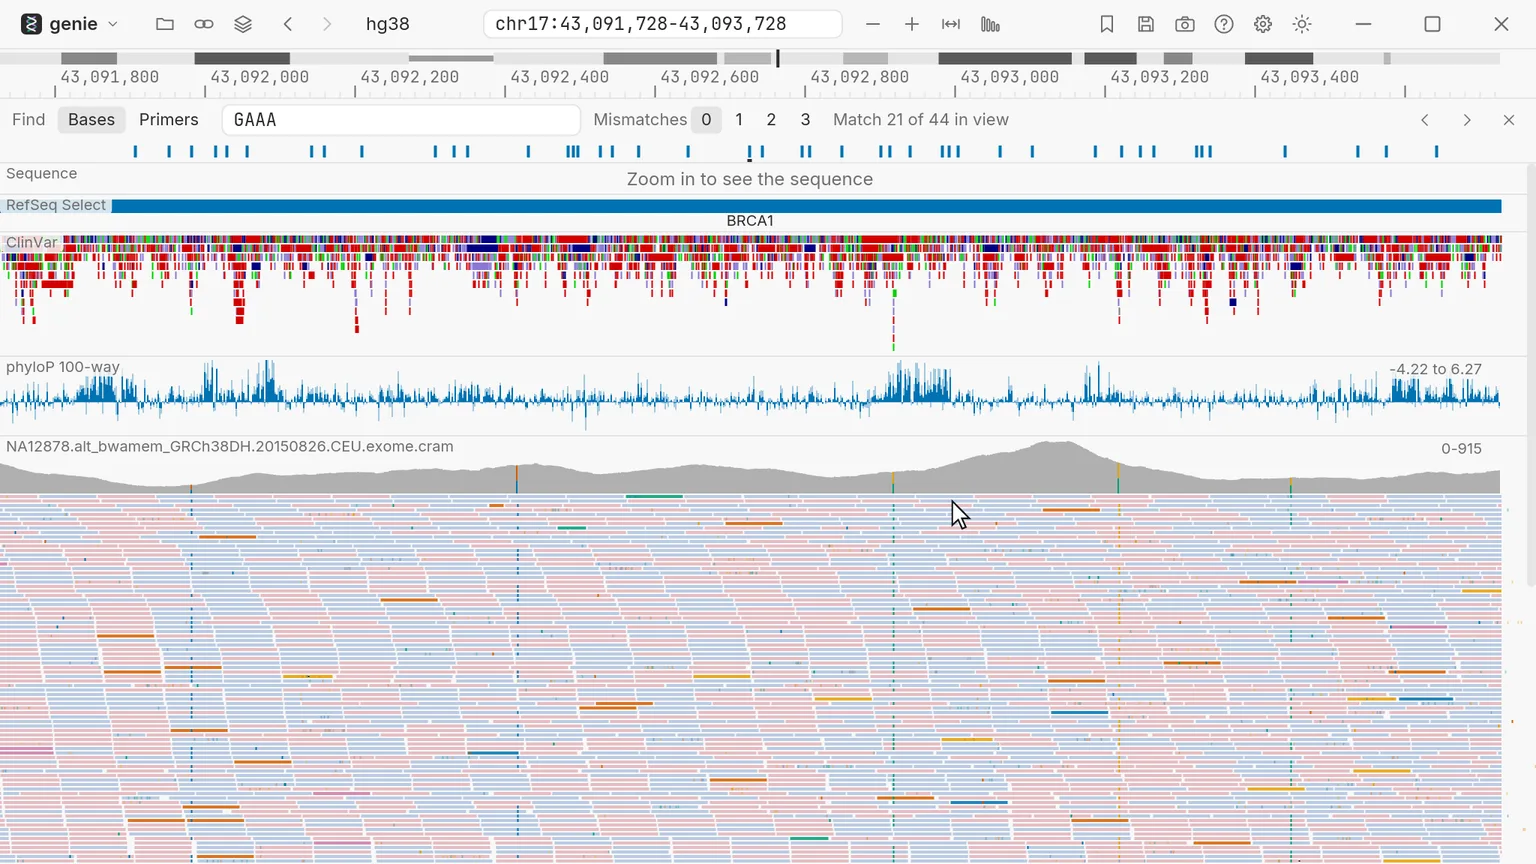 genie hg38 chr17:43,091,728-43,093,728
43,091,800 43,092,000 43,092,200 43,092,400 43,092,600 43,092,800 43,093,000 43,093,200 43,093,400
Find Bases Primers GAAA Mismatches 0 1 2 3 Match 21 of 44 in view
Sequence
Zoom in to see the sequence
RefSeq Select
BRCA1
ClinVar
phyloP 100-way -4.22 to 6.27
NA12878.alt_bwamem_GRCh38DH.20150826.CEU.exome.cram 0-915